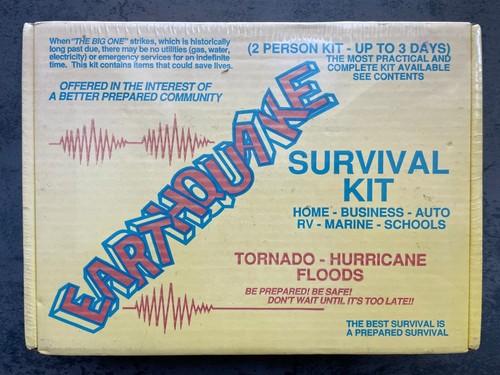 When "THE BIG ONE" strikes, which is historically
long past due, there may be no utilities (gas, water,
electricity) or emergency services for an indefinite
time. This kit contains items that could save lives.
OFFERED IN THE INTEREST OF
A BETTER PREPARED COMMUNITY
(2 PERSON KIT - UP TO 3 DAYS)
THE MOST PRACTICAL AND
COMPLETE KIT AVAILABLE
SEE CONTENTS
EARTHQUAKE
SURVIVAL
KIT
HOME - BUSINESS - AUTO
RV - MARINE - SCHOOLS
TORNADO - HURRICANE
FLOODS
BE PREPARED! BE SAFE!
DON'T WAIT UNTIL IT'S TOO LATE!!
THE BEST SURVIVAL IS
A PREPARED SURVIVAL